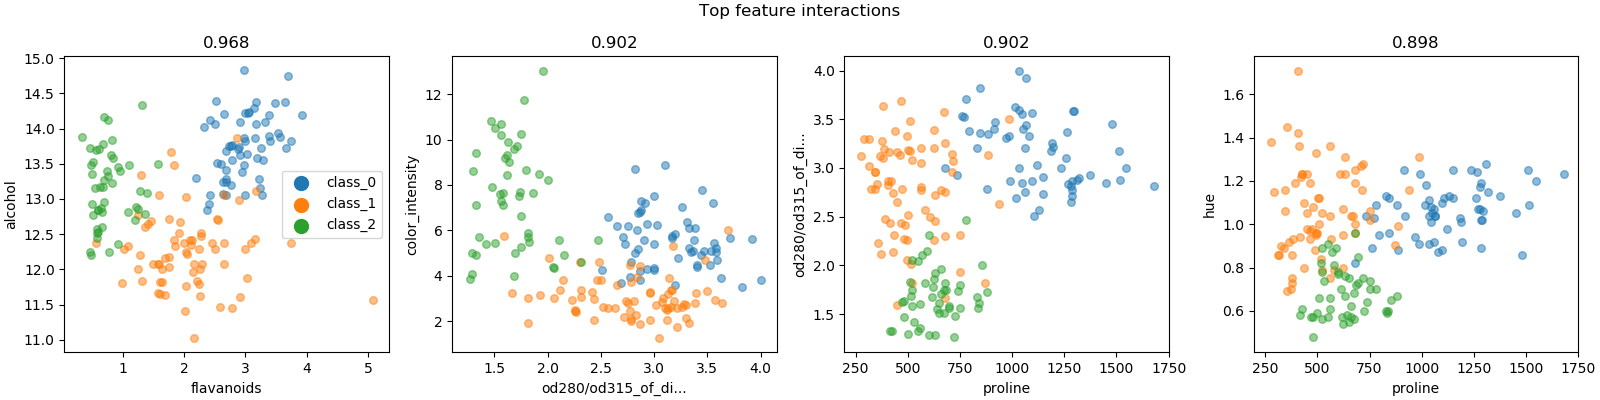 Top feature interactions
0.968
alcohol
15.0
14.5
14.0
13.5
13.0
12.5
12.0
11.5
11.0
1 2 3 4 5
flavanoids
class_0
class_1
class_2
0.902
color_intensity
12
10
8
6
4
2
1.5 2.0 2.5 3.0 3.5 4.0
od280/od315_of_di...
0.902
od280/od315_of_di...
4.0
3.5
3.0
2.5
2.0
1.5
250 500 750 1000 1250 1500 1750
proline
0.898
hue
1.6
1.4
1.2
1.0
0.8
0.6
250 500 750 1000 1250 1500 1750
proline